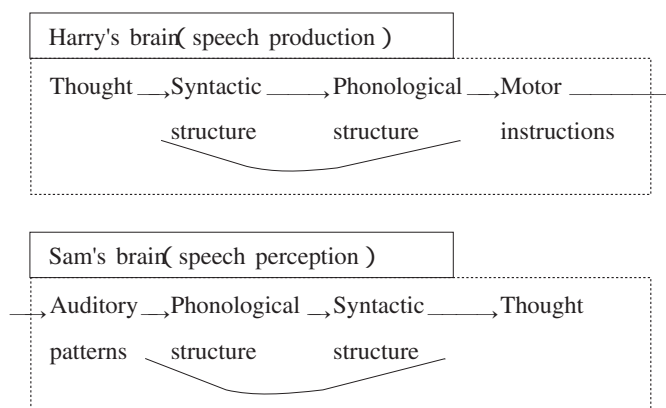 Harry's brain( speech production )
Thought → Syntactic → Phonological → Motor
structure structure instructions
Sam's brain( speech perception )
→ Auditory → Phonological → Syntactic → Thought
patterns structure structure